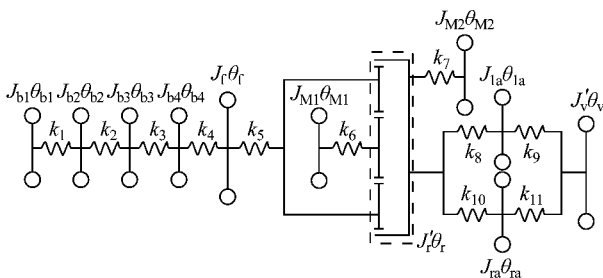 J_M2θ_M2
k_7
J_b1θ_b1 J_b2θ_b2 J_b3θ_b3 J_b4θ_b4 J_fθ_f J_M1θ_M1 J_laθ_la J_v'θ_v
k_1 k_2 k_3 k_4 k_5 k_6 k_8 k_9
k_10 k_11
J_r'θ_r
J_raθ_ra